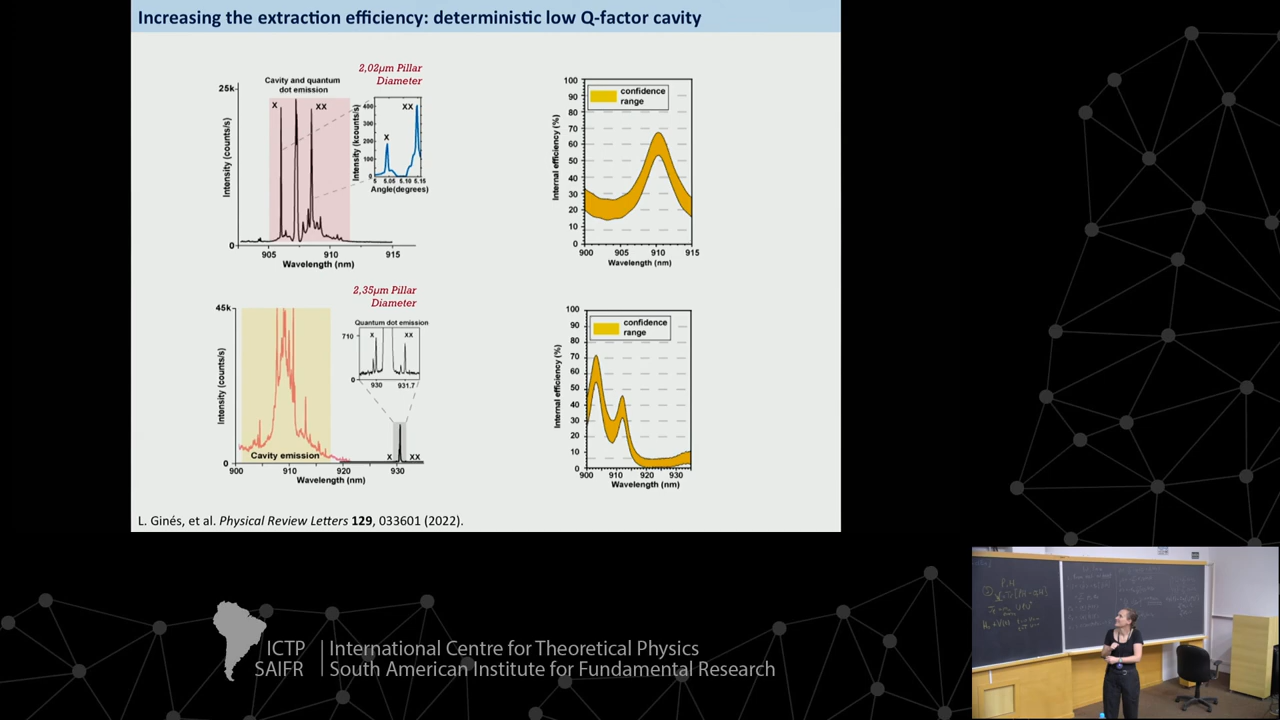 Increasing the extraction efficiency: deterministic low Q-factor cavity
2,02μm Pillar
Diameter
Cavity and quantum
dot emission
25k
X
XX
0
905
910
915
Wavelength (nm)
Intensity (counts/s)
XX
X
400
300
200
100
0
5
5.05
5.10
5.15
Angle(degrees)
Intensity (kcounts/s)
100
90
80
70
60
50
40
30
20
10
0
confidence
range
900
905
910
915
Wavelength (nm)
Internal efficiency (%)
2,35μm Pillar
Diameter
45k
0
Intensity (counts/s)
Cavity emission
900
910
920
930
Wavelength (nm)
Quantum dot emission
710
0
X
XX
930
931.7
X
XX
100
90
80
70
60
50
40
30
20
10
0
confidence
range
900
910
920
930
Wavelength (nm)
Internal efficiency (%)
L. Ginés, et al. Physical Review Letters 129, 033601 (2022).
ICTP
SAIFR
International Centre for Theoretical Physics
South American Institute for Fundamental Research